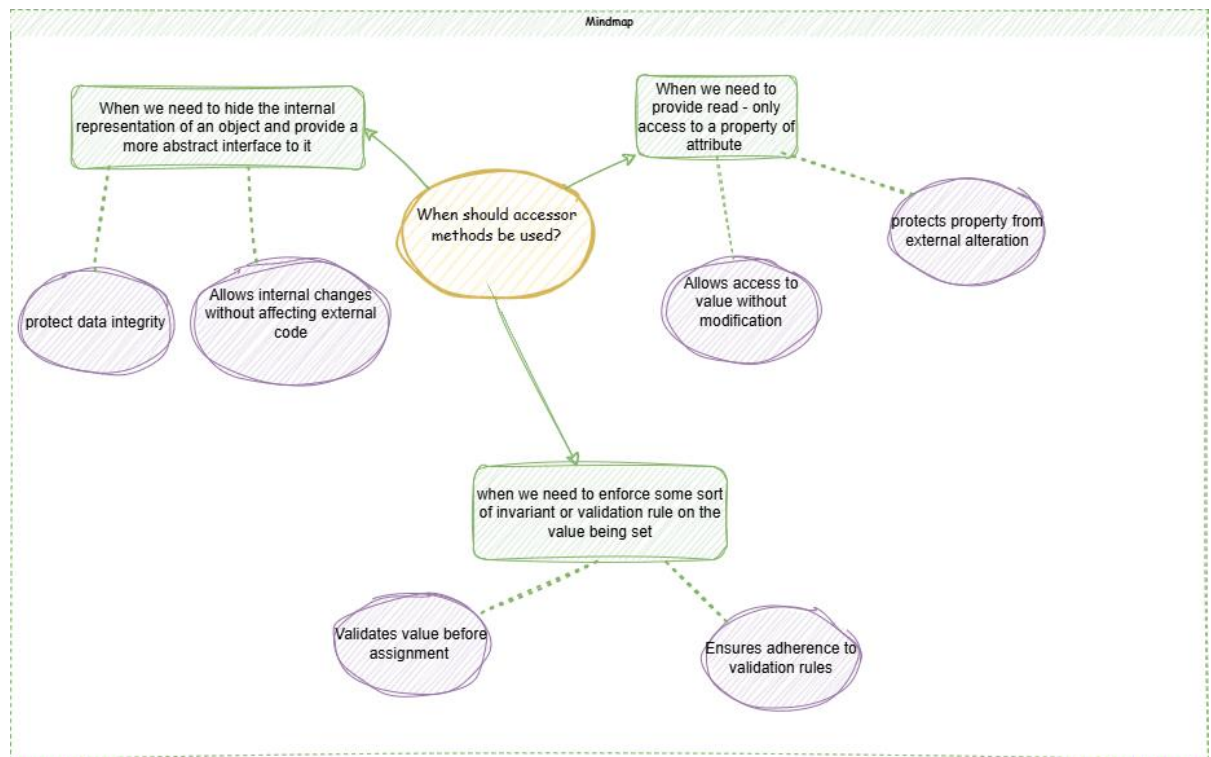 Mindmap
When we need to hide the internal
representation of an object and provide a
more abstract interface to it
When we need to
provide read - only
access to a property of
attribute
When should accessor
methods be used?
protects property from
external alteration
protect data integrity
Allows internal changes
without affecting external
code
Allows access to
value without
modification
when we need to enforce some sort
of invariant or validation rule on the
value being set
Validates value before
assignment
Ensures adherence to
validation rules